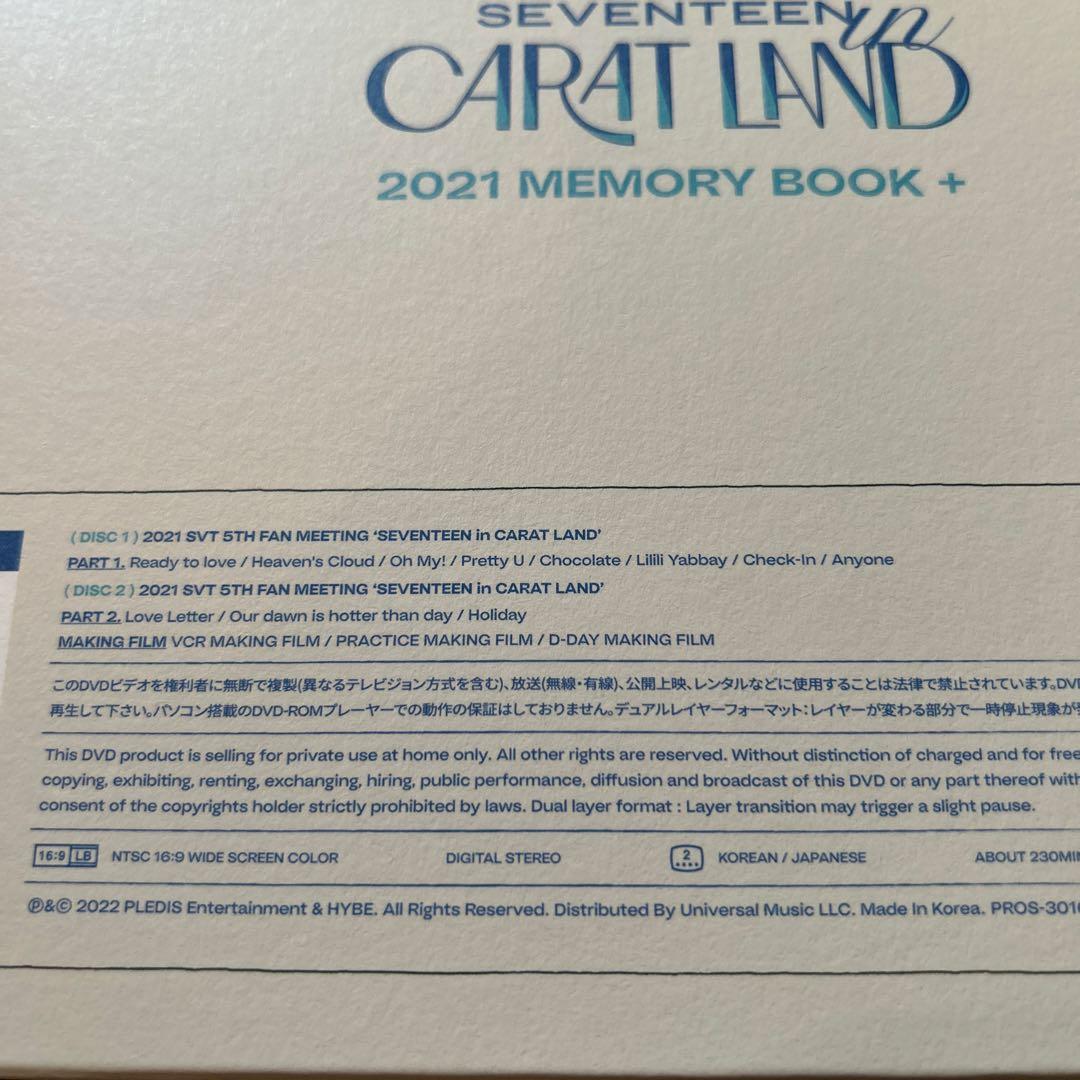 SEVENTEEN in
CARAT LAND
2021 MEMORY BOOK +
(DISC 1) 2021 SVT 5TH FAN MEETING ‘SEVENTEEN in CARAT LAND’
PART 1. Ready to love / Heaven's Cloud / Oh My! / Pretty U / Chocolate / Lilili Yabbay / Check-In / Anyone
(DISC 2) 2021 SVT 5TH FAN MEETING ‘SEVENTEEN in CARAT LAND’
PART 2. Love Letter / Our dawn is hotter than day / Holiday
MAKING FILM VCR MAKING FILM / PRACTICE MAKING FILM / D-DAY MAKING FILM
このDVDビデオを権利者に無断で複製(異なるテレビジョン方式を含む)、放送(無線・有線)、公開上映、レンタルなどに使用することは法律で禁止されています。DVD
再生して下さい。パソコン搭載のDVD-ROMプレーヤーでの動作の保証はしておりません。デュアルレイヤーフォーマット：レイヤーが変わる部分で一時停止現象が
This DVD product is selling for private use at home only. All other rights are reserved. Without distinction of charged and for free
copying, exhibiting, renting, exchanging, hiring, public performance, diffusion and broadcast of this DVD or any part thereof with
consent of the copyrights holder strictly prohibited by laws. Dual layer format : Layer transition may trigger a slight pause.
16:9 LB NTSC 16:9 WIDE SCREEN COLOR DIGITAL STEREO 2 KOREAN / JAPANESE ABOUT 230MIN
℗&© 2022 PLEDIS Entertainment & HYBE. All Rights Reserved. Distributed By Universal Music LLC. Made In Korea. PROS-301